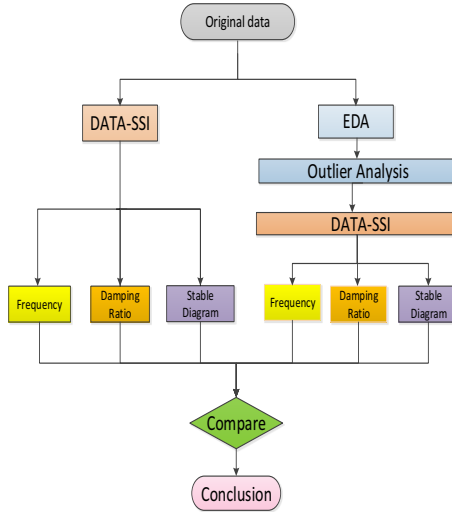 Original data
DATA-SSI
EDA
Outlier Analysis
DATA-SSI
Frequency
Damping
Ratio
Stable
Diagram
Frequency
Damping
Ratio
Stable
Diagram
Compare
Conclusion